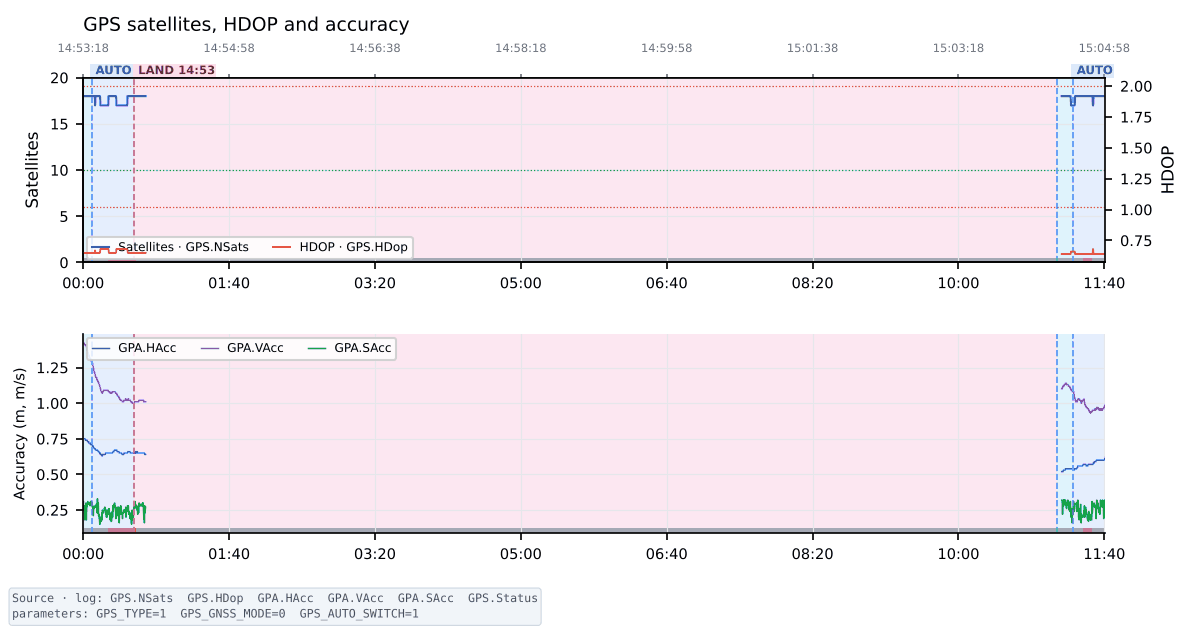 GPS satellites, HDOP and accuracy
14:53:18 14:54:58 14:56:38 14:58:18 14:59:58 15:01:38 15:03:18 15:04:58
AUTO LAND 14:53 AUTO
20 2.00
15 1.75
10 1.50
5 1.25
0 1.00
0.75
Satellites
HDOP
Satellites · GPS.NSats HDOP · GPS.HDop
00:00 01:40 03:20 05:00 06:40 08:20 10:00 11:40
GPA.HAcc GPA.VAcc GPA.SAcc
1.25
1.00
0.75
0.50
0.25
Accuracy (m, m/s)
00:00 01:40 03:20 05:00 06:40 08:20 10:00 11:40
Source · log: GPS.NSats GPS.HDop GPA.HAcc GPA.VAcc GPA.SAcc GPS.Status
parameters: GPS_TYPE=1 GPS_GNSS_MODE=0 GPS_AUTO_SWITCH=1